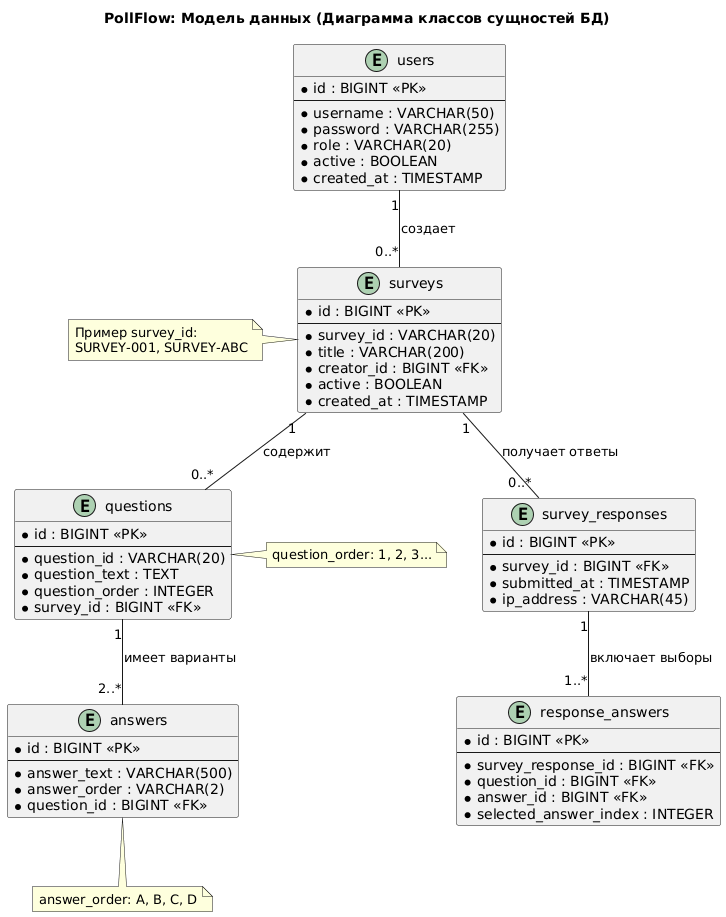 PollFlow: Модель данных (Диаграмма классов сущностей БД)
E users
id : BIGINT «PK»
username : VARCHAR(50)
password : VARCHAR(255)
role : VARCHAR(20)
active : BOOLEAN
created_at : TIMESTAMP
1
создает
0..*
E surveys
id : BIGINT «PK»
survey_id : VARCHAR(20)
title : VARCHAR(200)
creator_id : BIGINT «FK»
active : BOOLEAN
created_at : TIMESTAMP
Пример survey_id:
SURVEY-001, SURVEY-ABC
1
содержит
0..*
1
получает ответы
0..*
E questions
id : BIGINT «PK»
question_id : VARCHAR(20)
question_text : TEXT
question_order : INTEGER
survey_id : BIGINT «FK»
question_order: 1, 2, 3...
E survey_responses
id : BIGINT «PK»
survey_id : BIGINT «FK»
submitted_at : TIMESTAMP
ip_address : VARCHAR(45)
1
имеет варианты
2..*
1
включает выборы
1..*
E answers
id : BIGINT «PK»
answer_text : VARCHAR(500)
answer_order : VARCHAR(2)
question_id : BIGINT «FK»
E response_answers
id : BIGINT «PK»
survey_response_id : BIGINT «FK»
question_id : BIGINT «FK»
answer_id : BIGINT «FK»
selected_answer_index : INTEGER
answer_order: A, B, C, D